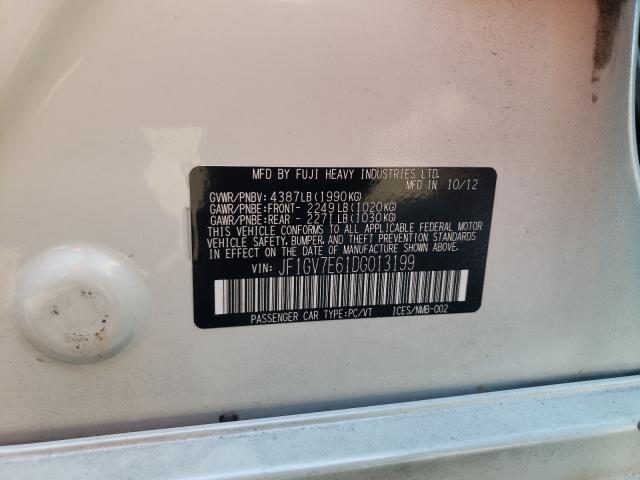 MFD BY FUJI HEAVY INDUSTRIES LTD.
MFD IN 10/12
GVWR/PNBV: 4387LB(1990KG)
GAWR/PNBE:FRONT- 2249LB(1020KG)
GAWR/PNBE:REAR - 2271LB(1030KG)
THIS VEHICLE CONFORMS TO ALL APPLICABLE FEDERAL MOTOR
VEHICLE SAFETY, BUMPER, AND THEFT PREVENTION STANDARDS
IN EFFECT ON THE DATE OF MANUFACTURE SHOWN ABOVE.
VIN: JF1GV7E61DG013199
PASSENGER CAR TYPE:PC/VT ICES/NMB-002